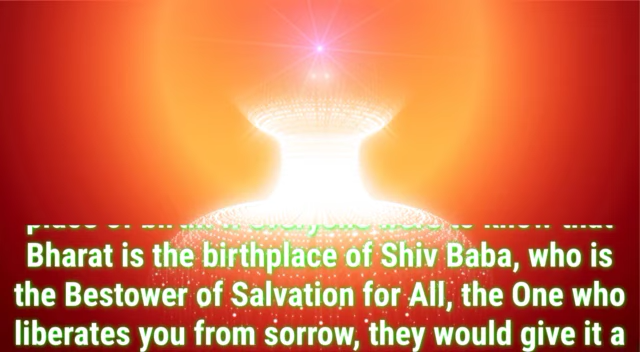 Bharat is the birthplace of Shiv Baba, who is
the Bestower of Salvation for All, the One who
liberates you from sorrow, they would give it a